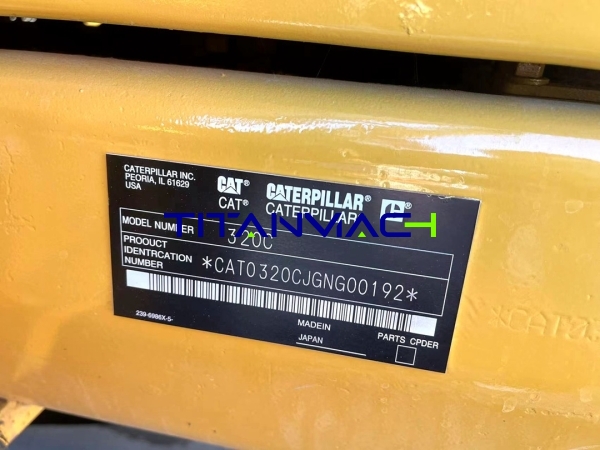 CATERPILLAR INC.
PEORIA, IL 61629
USA
CAT® CATERPILLAR®
CAT® CATERPILLAR
TITANMACH
MODEL NUMBER 320C
PRODUCT
IDENTRCATION
NUMBER *CAT0320CJGNG00192*
239-6986X-5-
MADEIN
JAPAN
PARTS CPDER